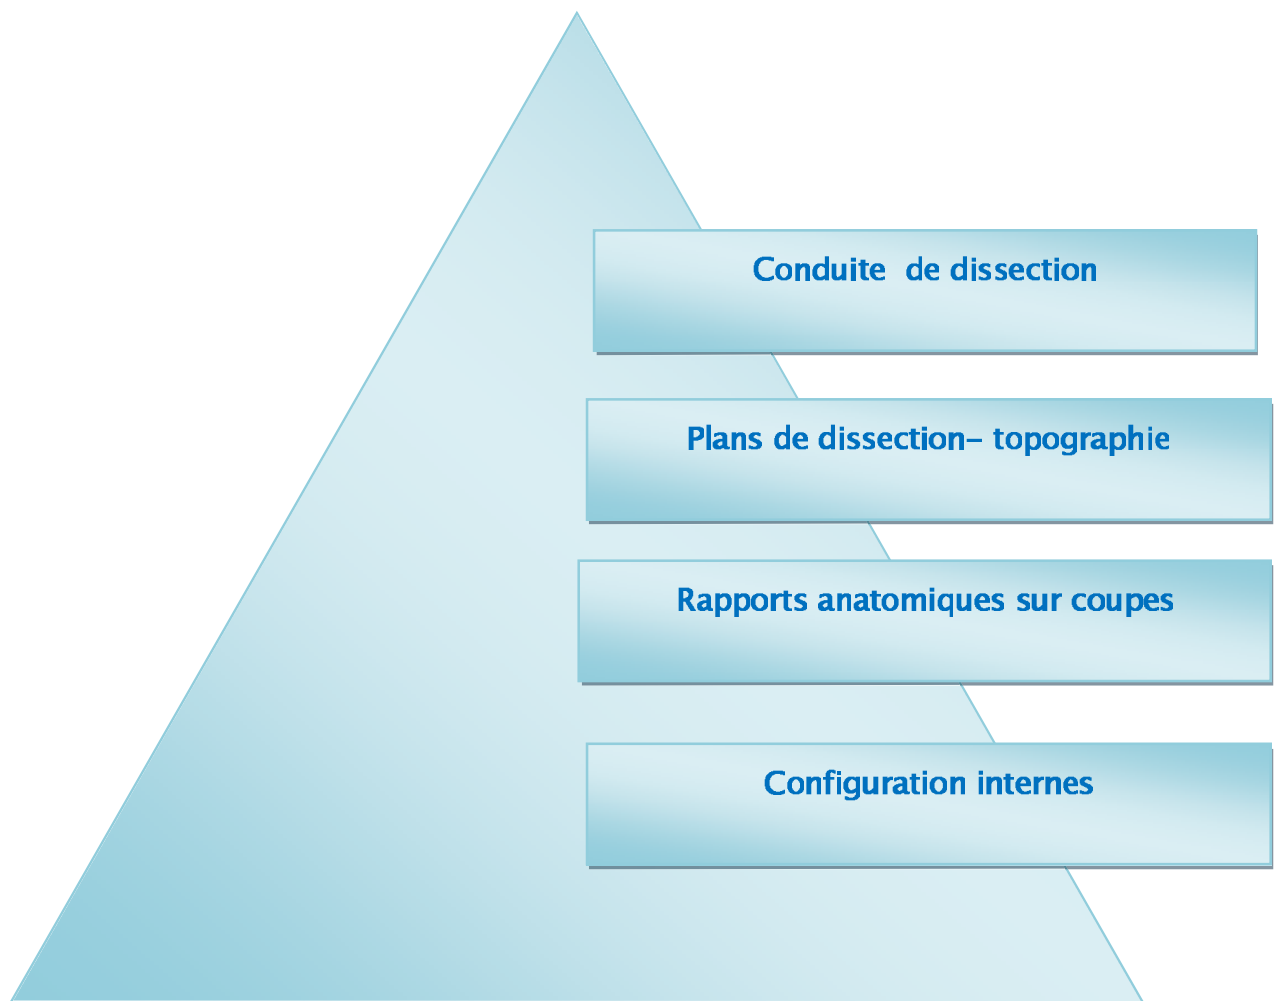 Conduite  de dissection
Plans de dissection- topographie
Rapports anatomiques sur coupes
Configuration internes